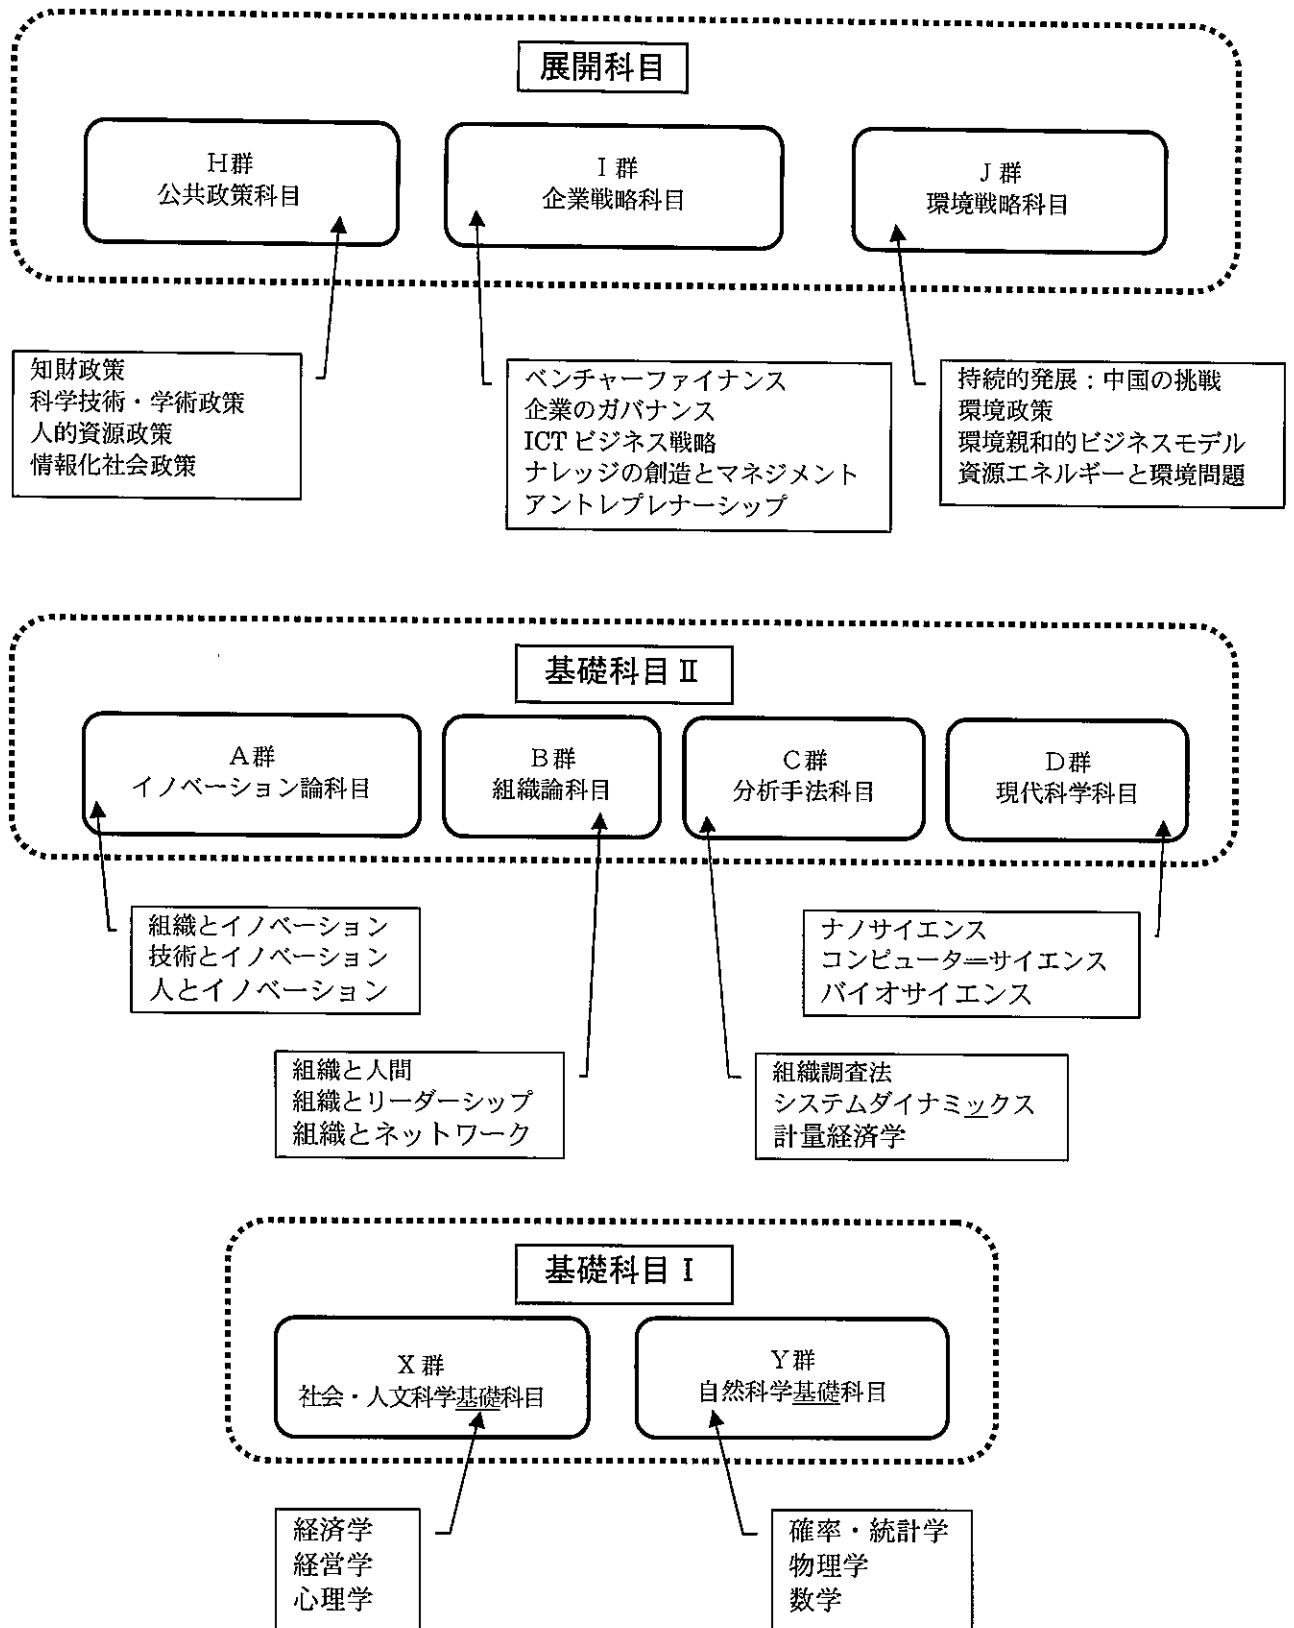 展開科目
H群
公共政策科目
I群
企業戦略科目
J群
環境戦略科目
知財政策
科学技術・学術政策
人的資源政策
情報化社会政策
ベンチャーファイナンス
企業のガバナンス
ICTビジネス戦略
ナレッジの創造とマネジメント
アントレプレナーシップ
持続的発展：中国の挑戦
環境政策
環境親和的ビジネスモデル
資源エネルギーと環境問題
基礎科目Ⅱ
A群
イノベーション論科目
B群
組織論科目
C群
分析手法科目
D群
現代科学科目
組織とイノベーション
技術とイノベーション
人とイノベーション
ナノサイエンス
コンピューターサイエンス
バイオサイエンス
組織と人間
組織とリーダーシップ
組織とネットワーク
組織調査法
システムダイナミックス
計量経済学
基礎科目Ⅰ
X群
社会・人文科学基礎科目
Y群
自然科学基礎科目
経済学
経営学
心理学
確率・統計学
物理学
数学